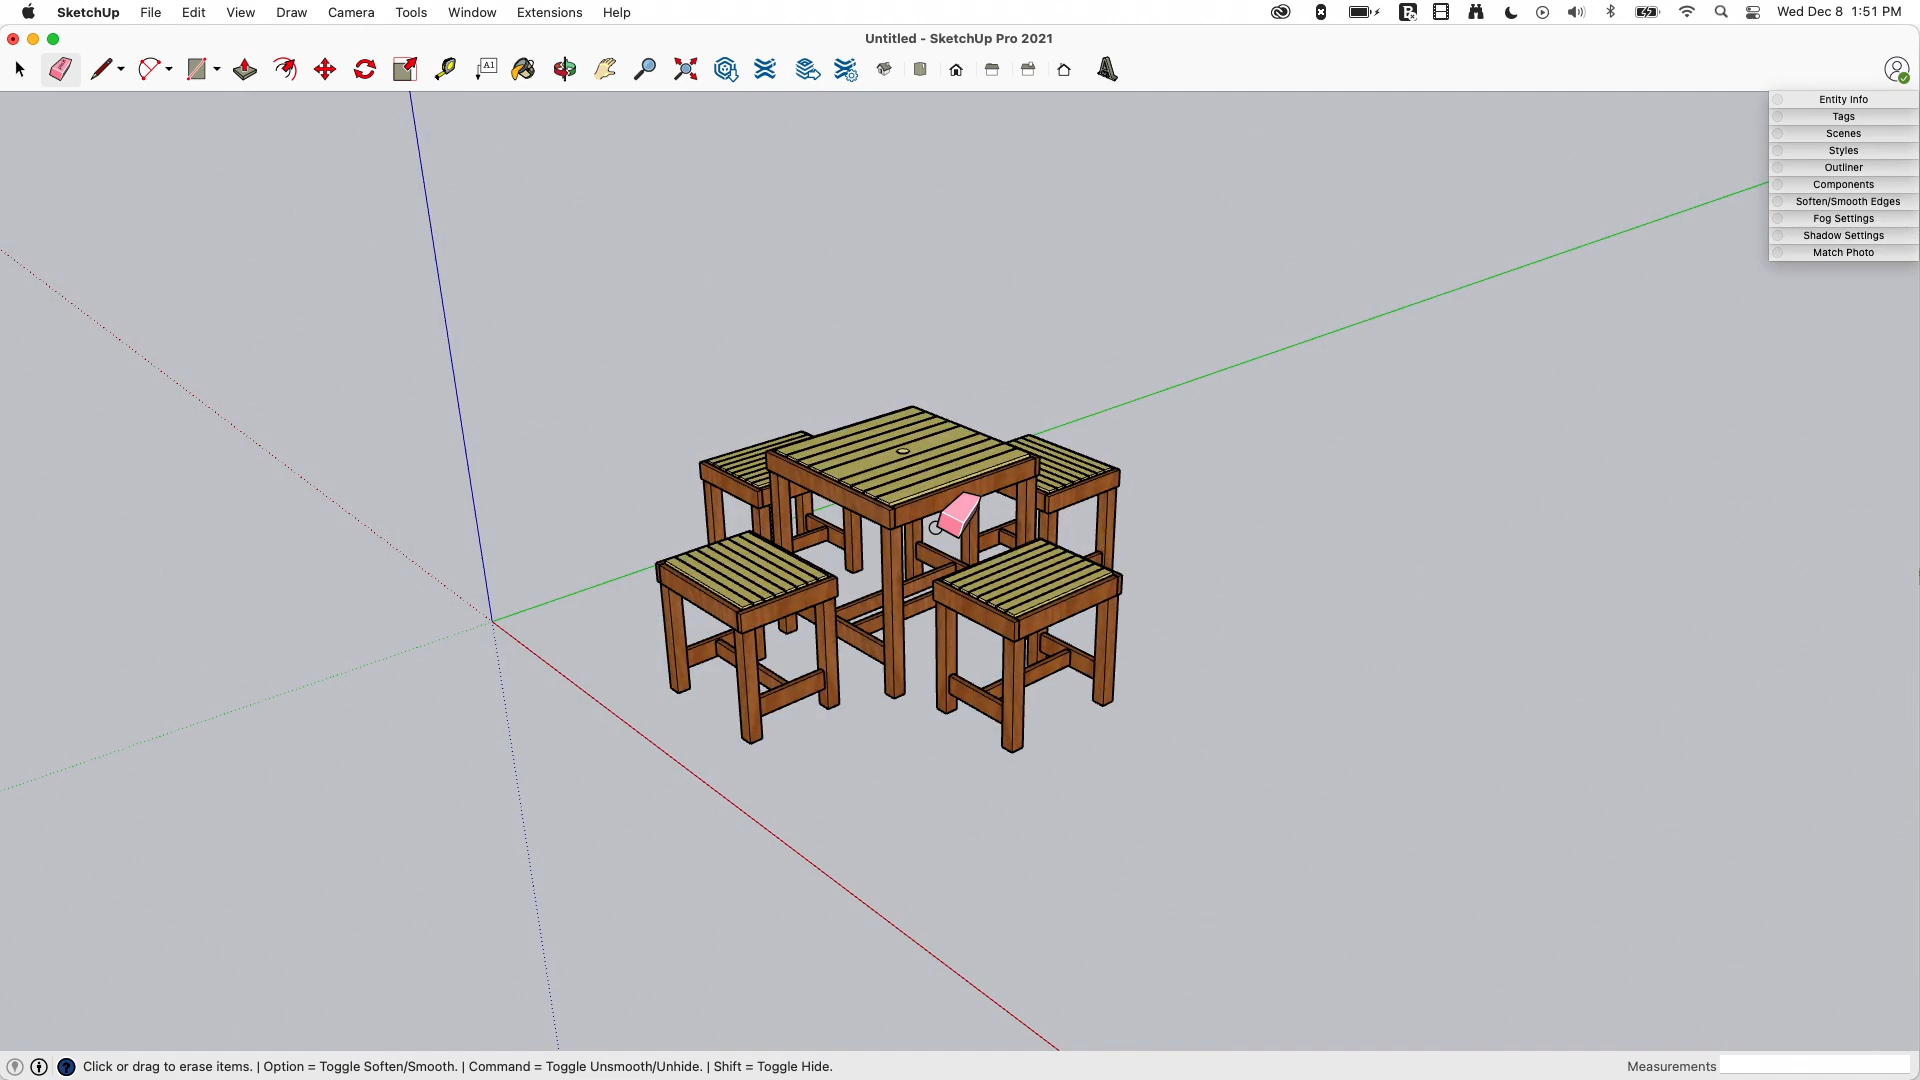 SketchUp File Edit View Draw Camera Tools Window Extensions Help Wed Dec 8 1:51 PM
Untitled - SketchUp Pro 2021
A1
Entity Info
Tags
Scenes
Styles
Outliner
Components
Soften/Smooth Edges
Fog Settings
Shadow Settings
Match Photo
Click or drag to erase items. | Option = Toggle Soften/Smooth. | Command = Toggle Unsmooth/Unhide. | Shift = Toggle Hide. Measurements